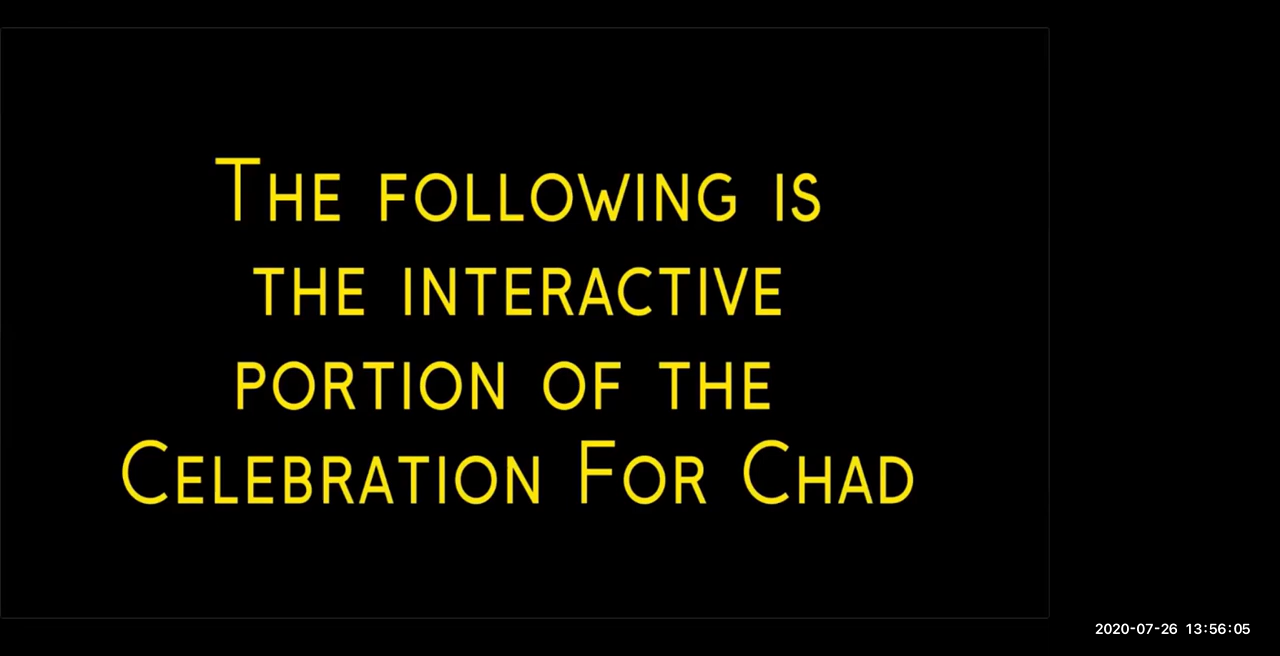 The following is
the interactive
portion of the
Celebration For Chad
2020-07-26 13:56:05